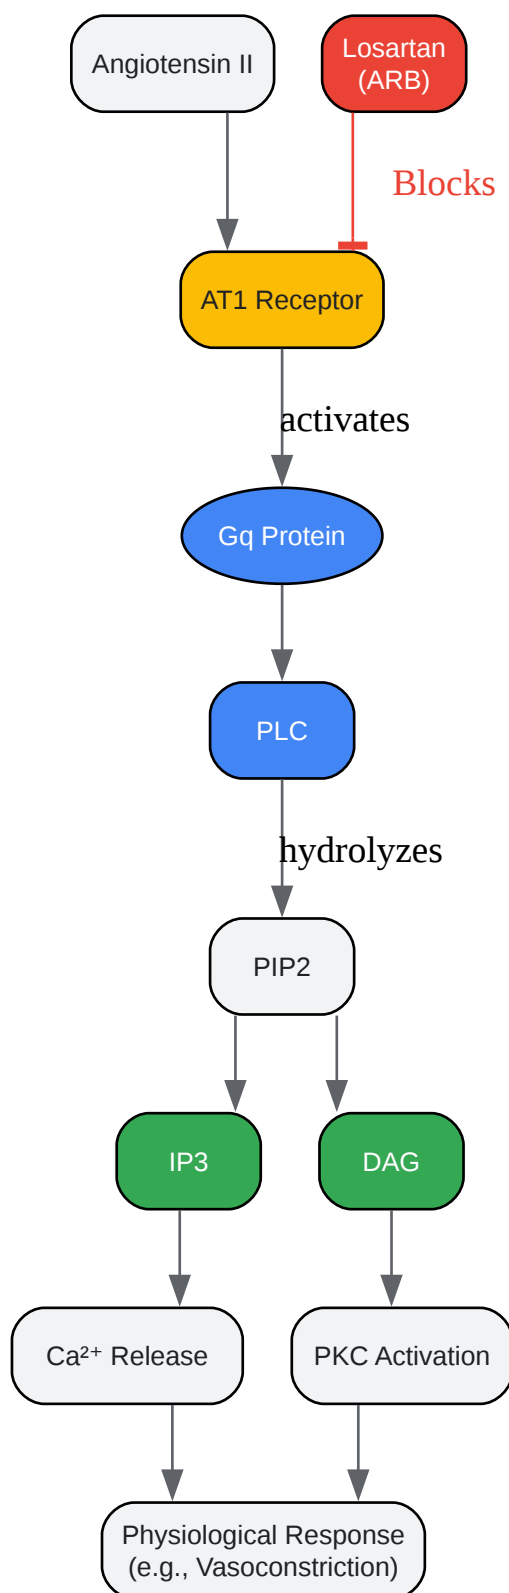 Angiotensin II
Losartan
(ARB)
Blocks
AT1 Receptor
activates
Gq Protein
PLC
hydrolyzes
PIP2
IP3
DAG
Ca²⁺ Release
PKC Activation
Physiological Response
(e.g., Vasoconstriction)